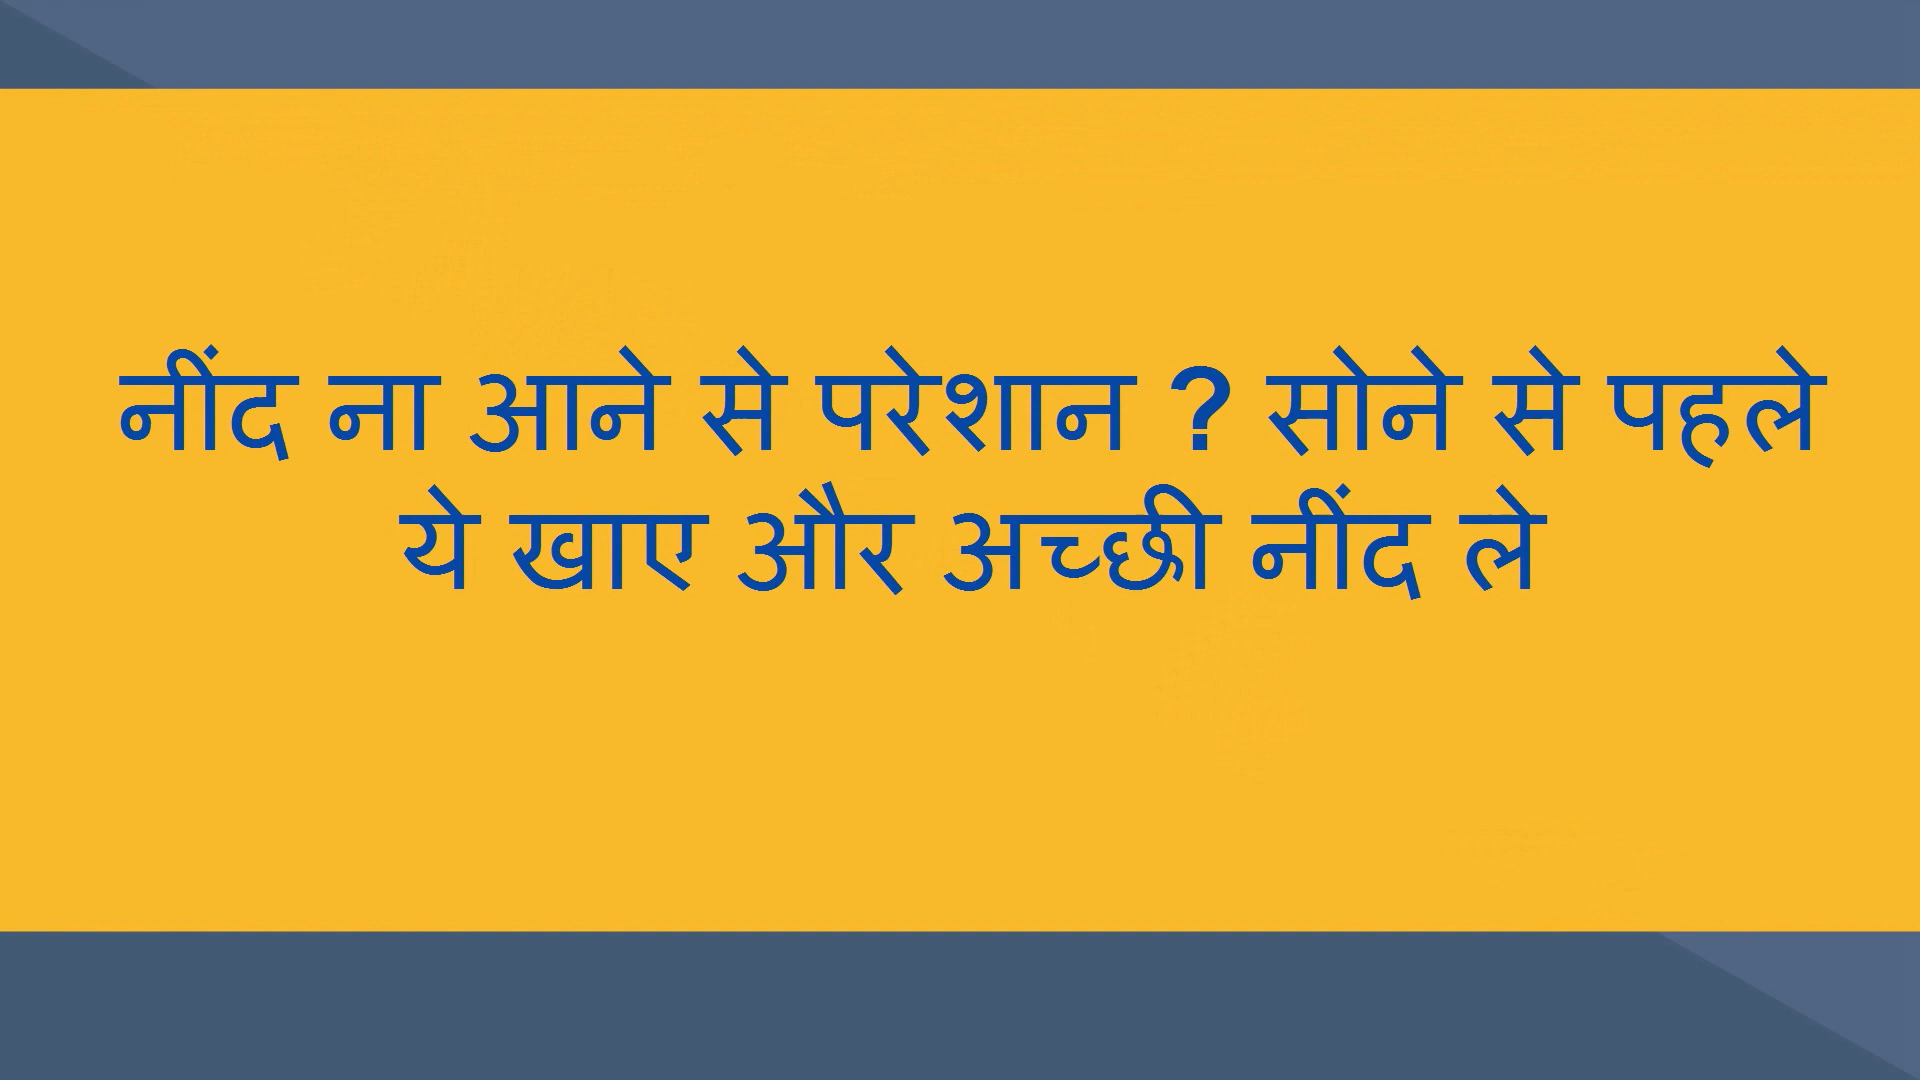 नींद ना आने से परेशान ? सोने से पहले
ये खाए और अच्छी नींद ले